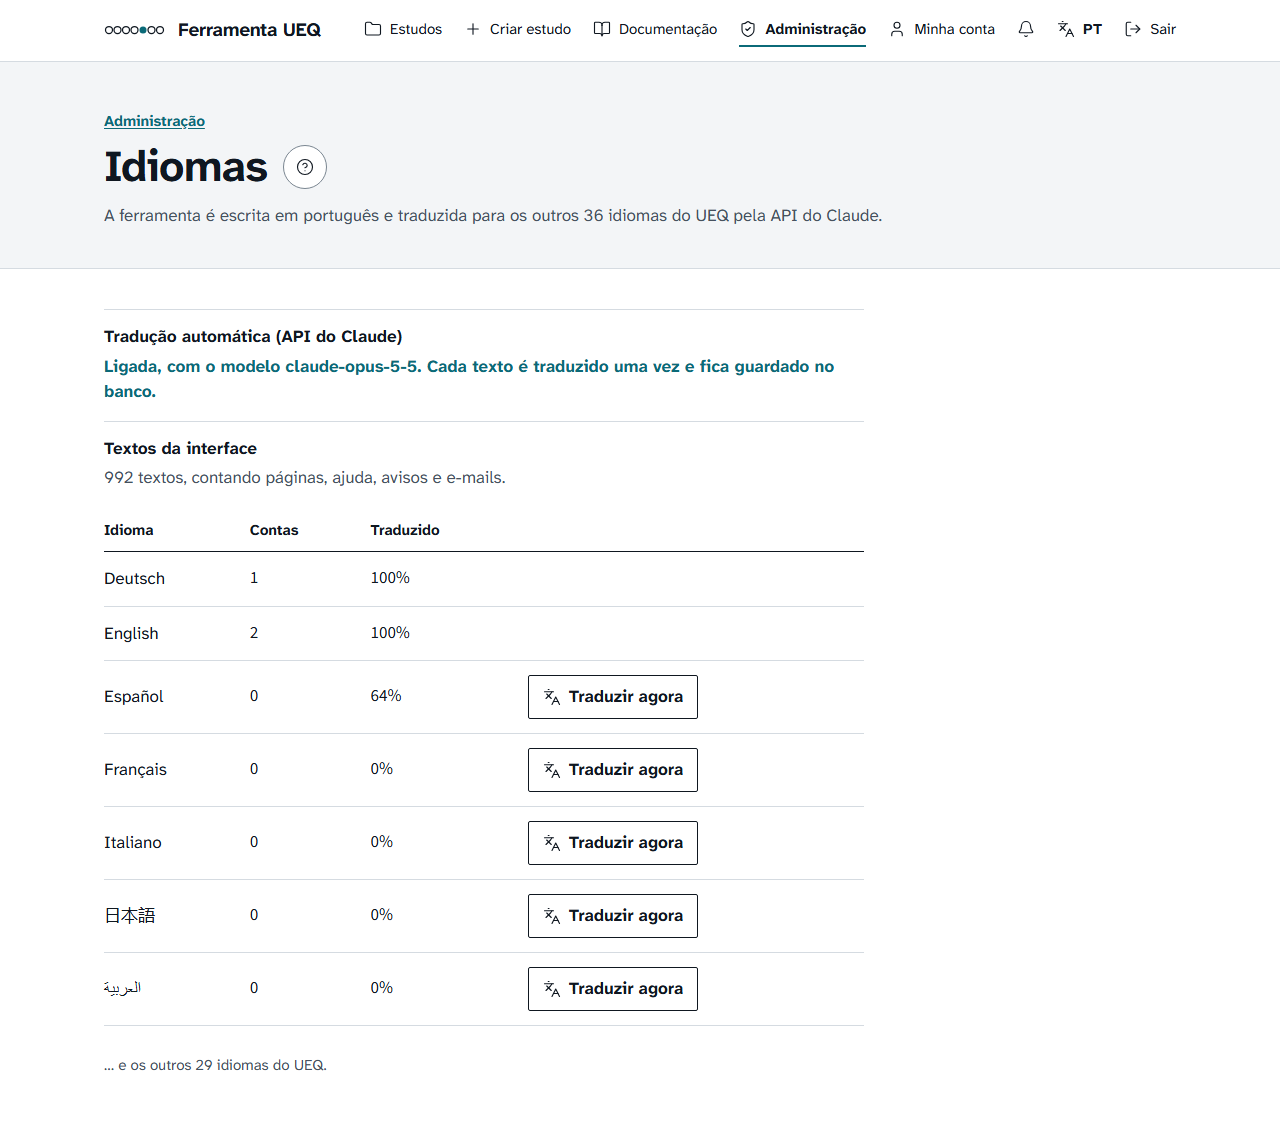 Ferramenta UEQ
Estudos
Criar estudo
Documentação
Administração
Minha conta
PT
Sair
Administração
Idiomas
A ferramenta é escrita em português e traduzida para os outros 36 idiomas do UEQ pela API do Claude.
Tradução automática (API do Claude)
Ligada, com o modelo claude-opus-5-5. Cada texto é traduzido uma vez e fica guardado no
banco.
Textos da interface
992 textos, contando páginas, ajuda, avisos e e-mails.
Idioma Contas Traduzido
Deutsch 1 100%
English 2 100%
Español 0 64% Traduzir agora
Français 0 0% Traduzir agora
Italiano 0 0% Traduzir agora
日本語 0 0% Traduzir agora
العربية 0 0% Traduzir agora
... e os outros 29 idiomas do UEQ.